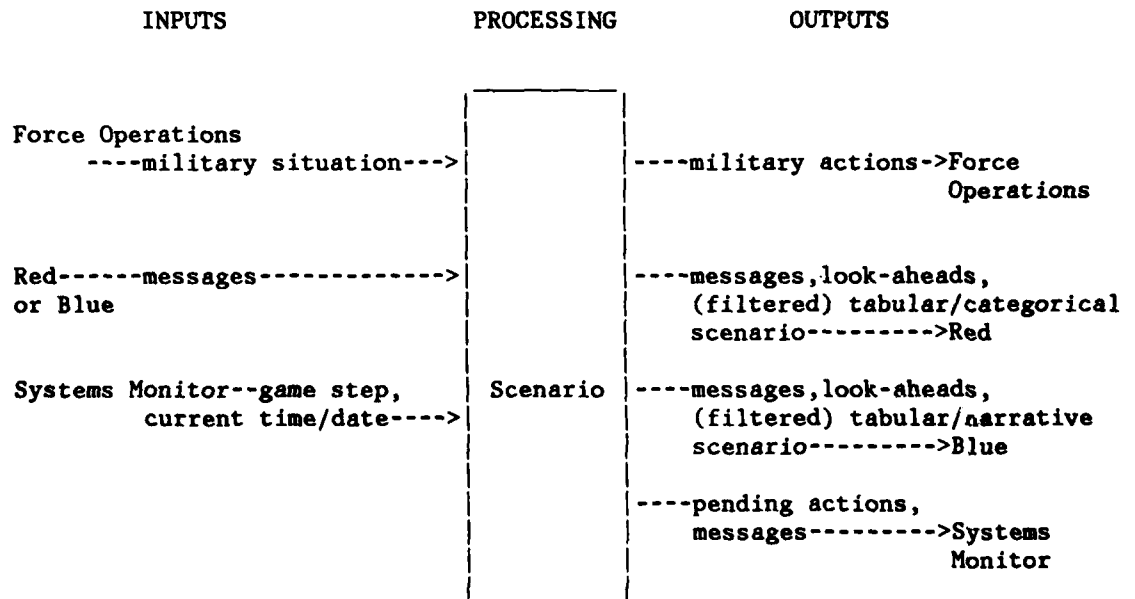 INPUTS PROCESSING OUTPUTS
Force Operations
----military situation---> ----military actions->Force
Operations
Red------messages-------------> ----messages,look-aheads,
or Blue (filtered) tabular/categorical
scenario--------->Red
Systems Monitor--game step, Scenario ----messages,look-aheads,
current time/date----> (filtered) tabular/narrative
scenario--------->Blue
----pending actions,
messages--------->Systems
Monitor